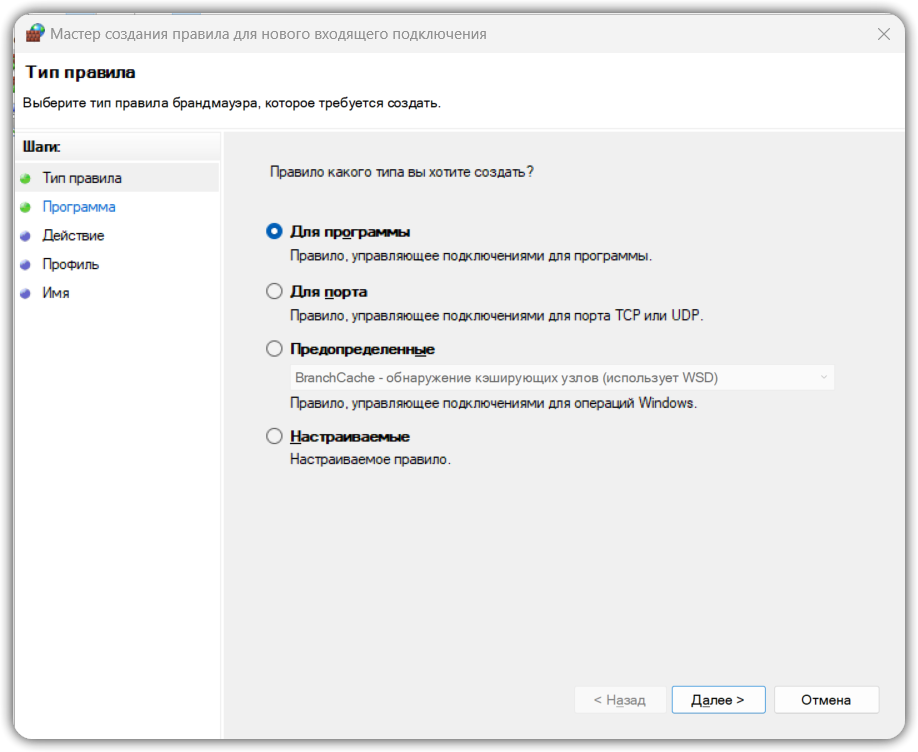 Мастер создания правила для нового входящего подключения
Тип правила
Выберите тип правила брандмауэра, которое требуется создать.
Шаги:
Тип правила
Программа
Действие
Профиль
Имя
Правило какого типа вы хотите создать?
Для программы
Правило, управляющее подключениями для программы.
Для порта
Правило, управляющее подключениями для порта TCP или UDP.
Предопределенные
BranchCache - обнаружение кэширующих узлов (использует WSD)
Правило, управляющее подключениями для операций Windows.
Настраиваемые
Настраиваемое правило.
< Назад
Далее >
Отмена